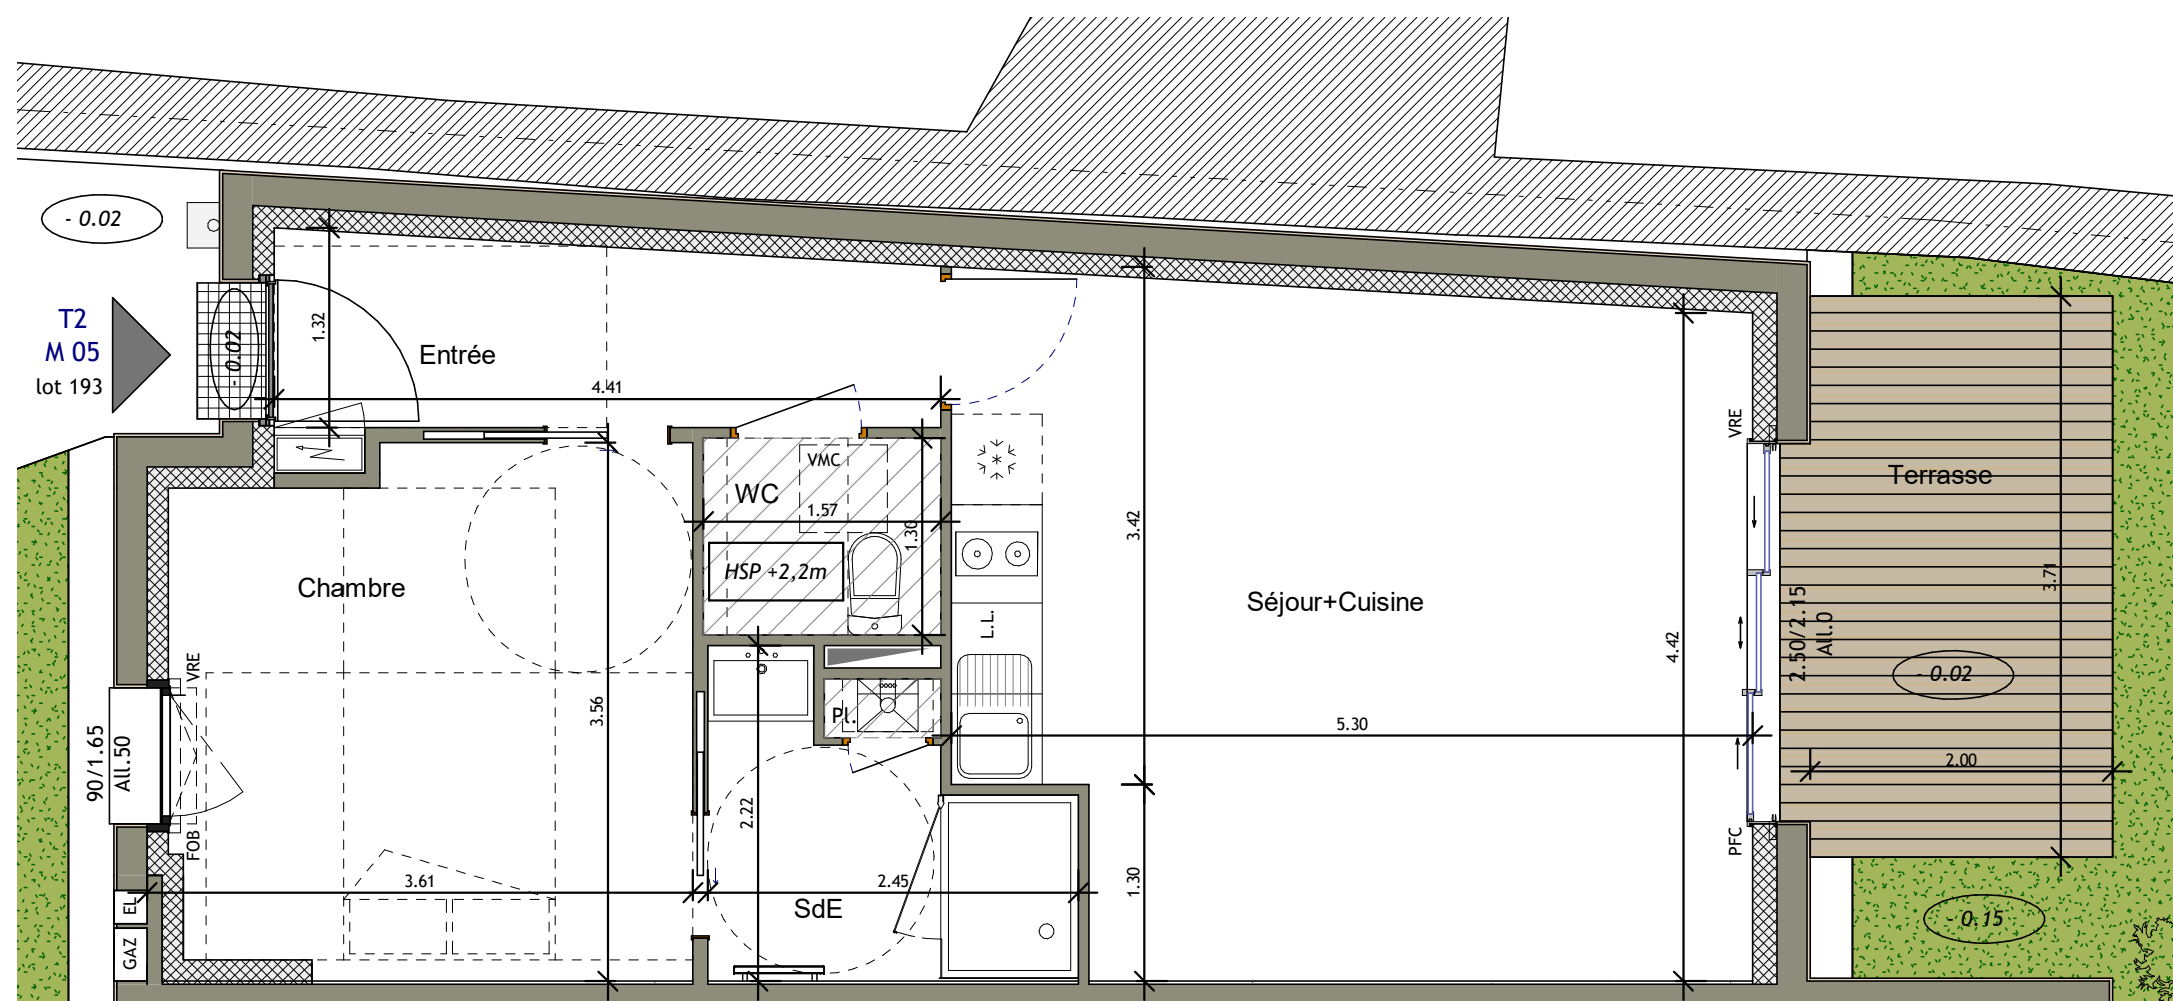 - 0.02
T2
M 05
lot 193
- 0.02
1.32
Entrée
4.41
VRE
Terrasse
VMC
WC
1.57
1.30
HSP +2,2m
3.42
Chambre
Séjour+Cuisine
L.L.
2.50/2.15
All.0
3.71
4.42
- 0.02
VRE
90/1.65
All.50
FOB
3.56
Pl.
5.30
2.00
2.22
PFC
3.61
2.45
1.30
SdE
EL
GAZ
- 0.15